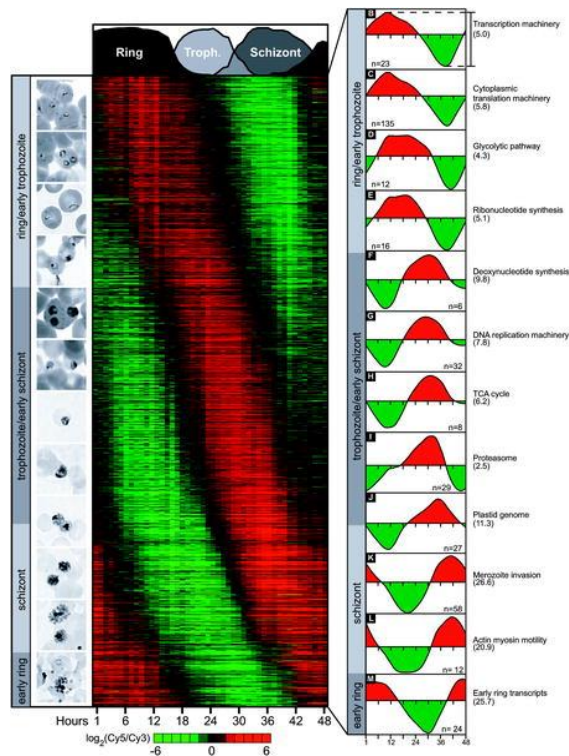 Ring
Troph.
Schizont
ring/early trophozoite
trophozoite/early schizont
schizont
early ring
Hours
1 6 12 18 24 30 36 42 48
log2(Cy5/Cy3)
-6 0 6
ring/early trophozoite
trophozoite/early schizont
schizont
early ring
B
Transcription machinery
(5.0)
n=23
C
Cytoplasmic
translation machinery
(5.8)
n=135
D
Glycolytic pathway
(4.3)
n=12
E
Ribonucleotide synthesis
(5.1)
n=16
F
Deoxynucleotide synthesis
(9.8)
n=6
G
DNA replication machinery
(7.8)
n=32
H
TCA cycle
(6.2)
n=8
I
Proteasome
(2.5)
n=29
J
Plastid genome
(11.3)
n=27
K
Merozoite invasion
(26.6)
n=58
L
Actin myosin motility
(20.9)
n= 12
M
Early ring transcripts
(25.7)
n= 24
1 12 24 36 48